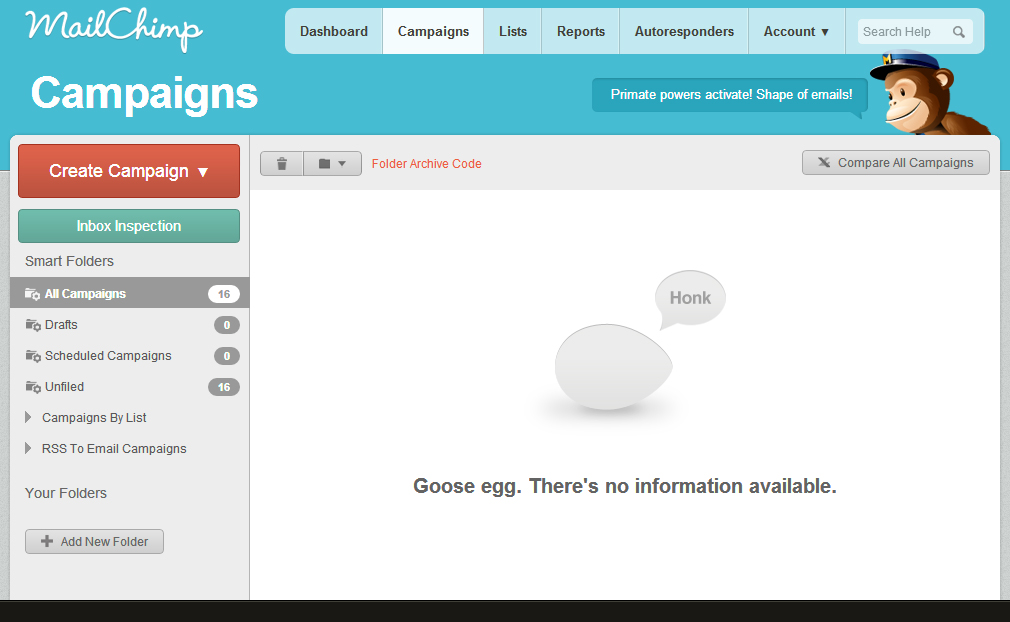 MailChimp
Dashboard
Campaigns
Lists
Reports
Autoresponders
Account ▼
Search Help
Campaigns
Primate powers activate! Shape of emails!
M
Create Campaign ▼
Folder Archive Code
Compare All Campaigns
Inbox Inspection
Smart Folders
All Campaigns 16
Drafts 0
Scheduled Campaigns 0
Unfiled 16
Campaigns By List
RSS To Email Campaigns
Your Folders
Add New Folder
Honk
Goose egg. There's no information available.